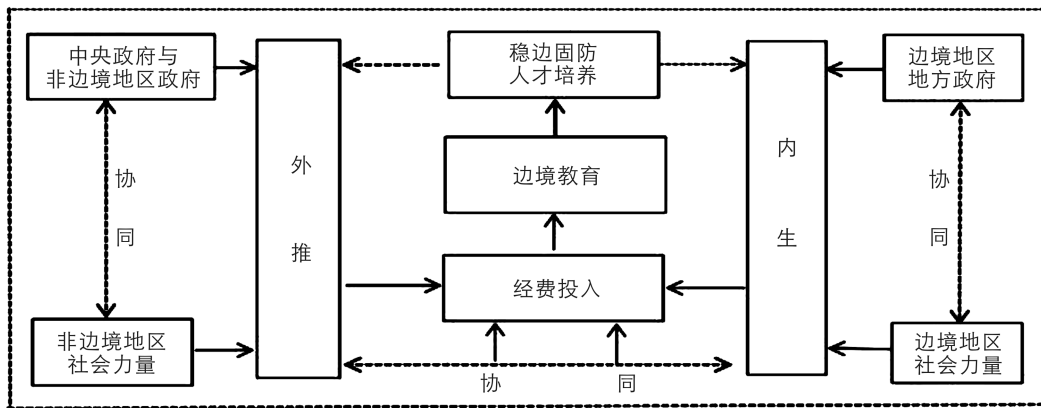 中央政府与
非边境地区政府
稳边固防
人才培养
边境地区
地方政府
外
推
边境教育
内
生
协
同
协
同
经费投入
非边境地区
社会力量
边境地区
社会力量
协
同